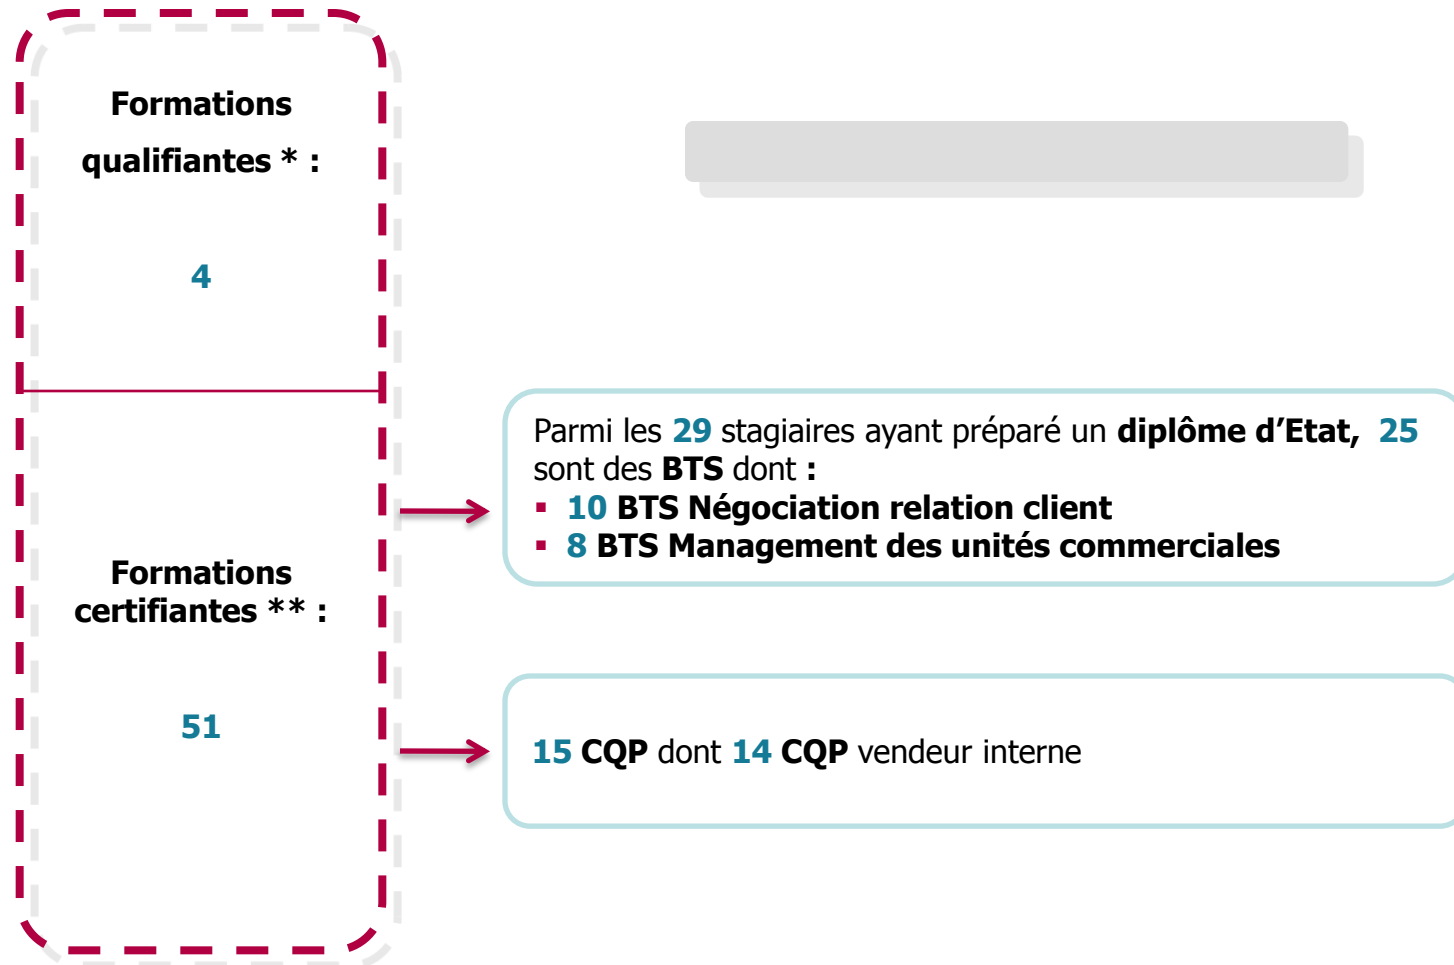 Formations
qualifiantes * :
4
Formations
certifiantes ** :
51
Parmi les 29 stagiaires ayant préparé un diplôme d’Etat, 25
sont des BTS dont :
▪ 10 BTS Négociation relation client
▪ 8 BTS Management des unités commerciales
15 CQP dont 14 CQP vendeur interne